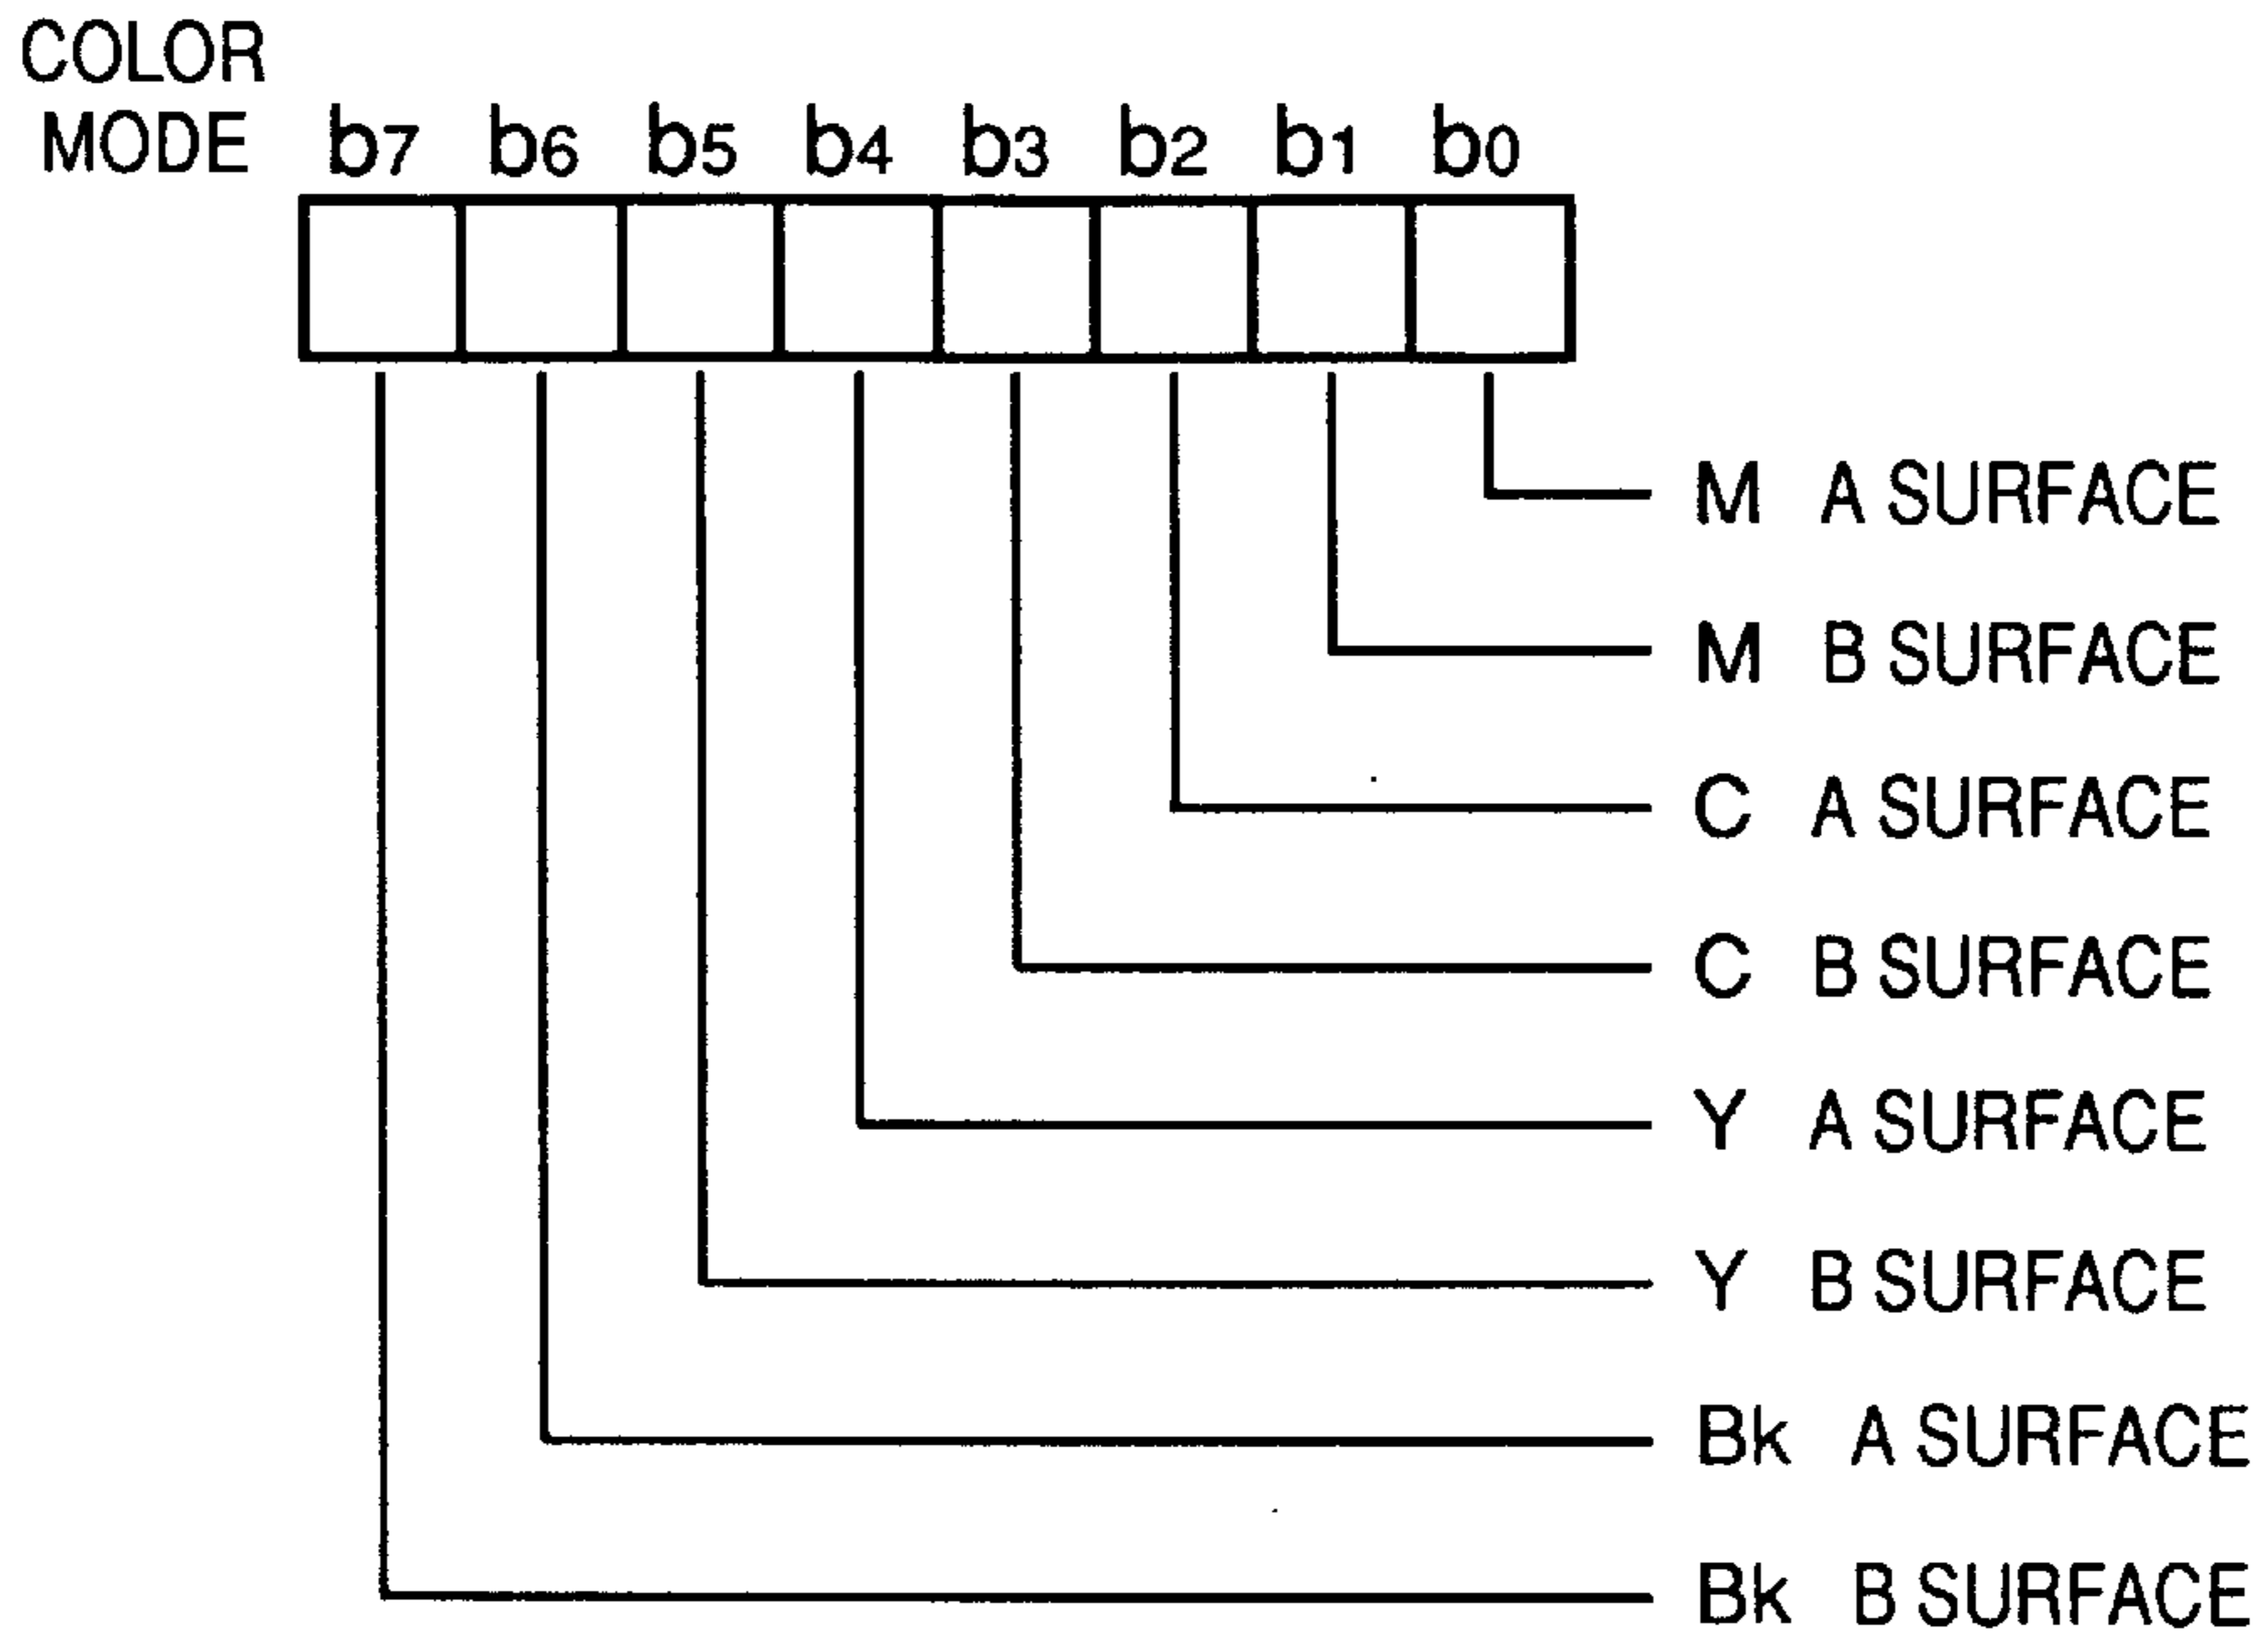 COLOR
MODE b7 b6 b5 b4 b3 b2 b1 b0
M A SURFACE
M B SURFACE
C A SURFACE
C B SURFACE
Y A SURFACE
Y B SURFACE
Bk A SURFACE
Bk B SURFACE